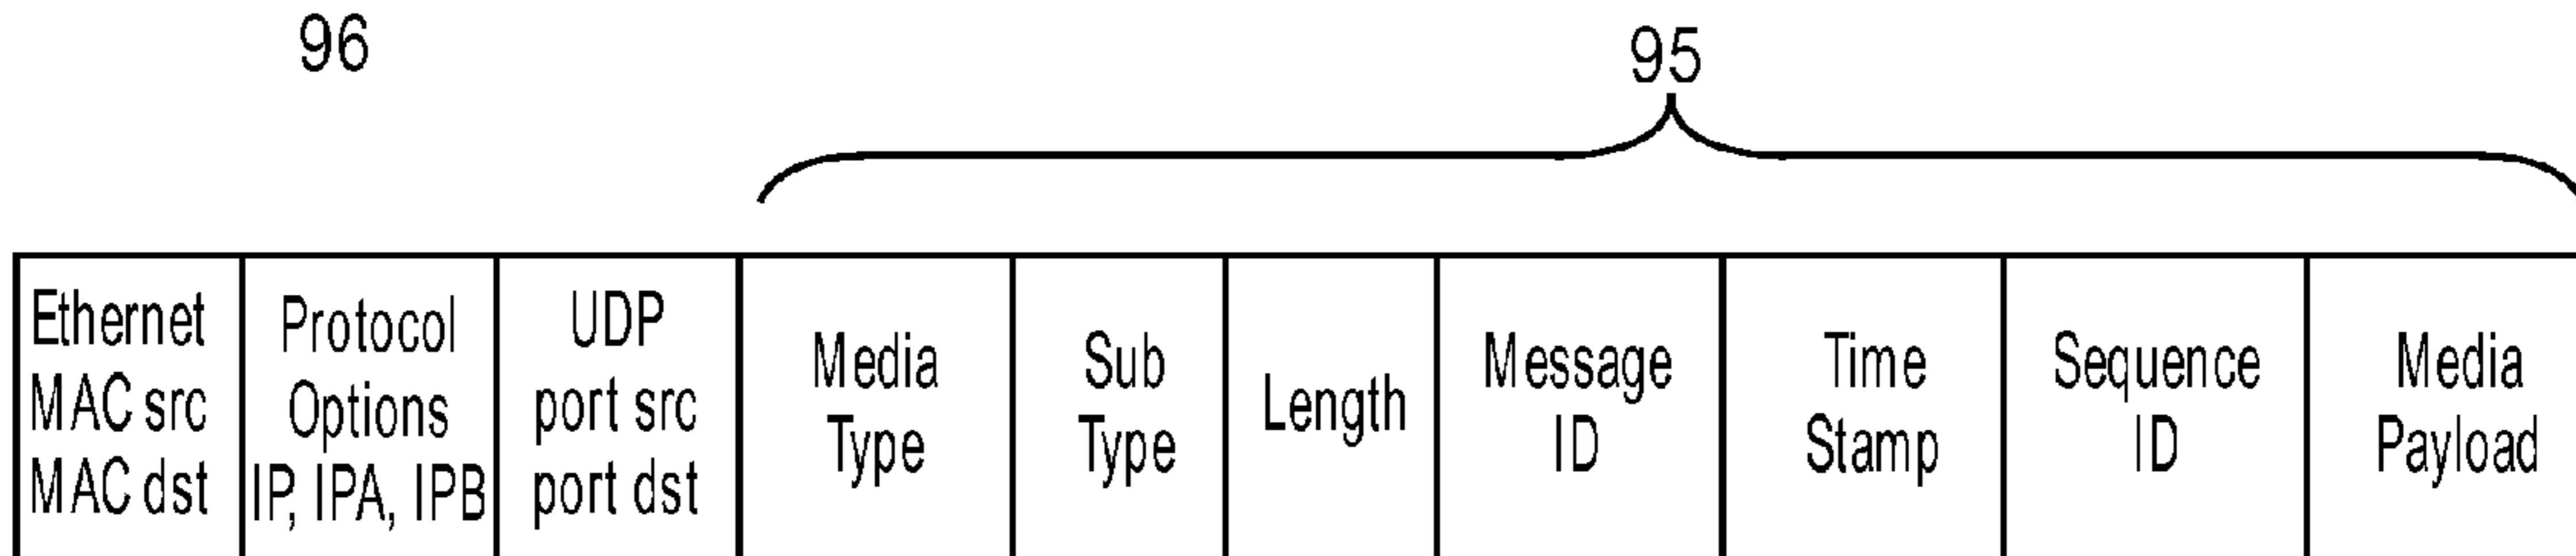 96
95
Ethernet
MAC src
MAC dst
Protocol
Options
IP, IPA, IPB
UDP
port src
port dst
Media
Type
Sub
Type
Length
Message
ID
Time
Stamp
Sequence
ID
Media
Payload